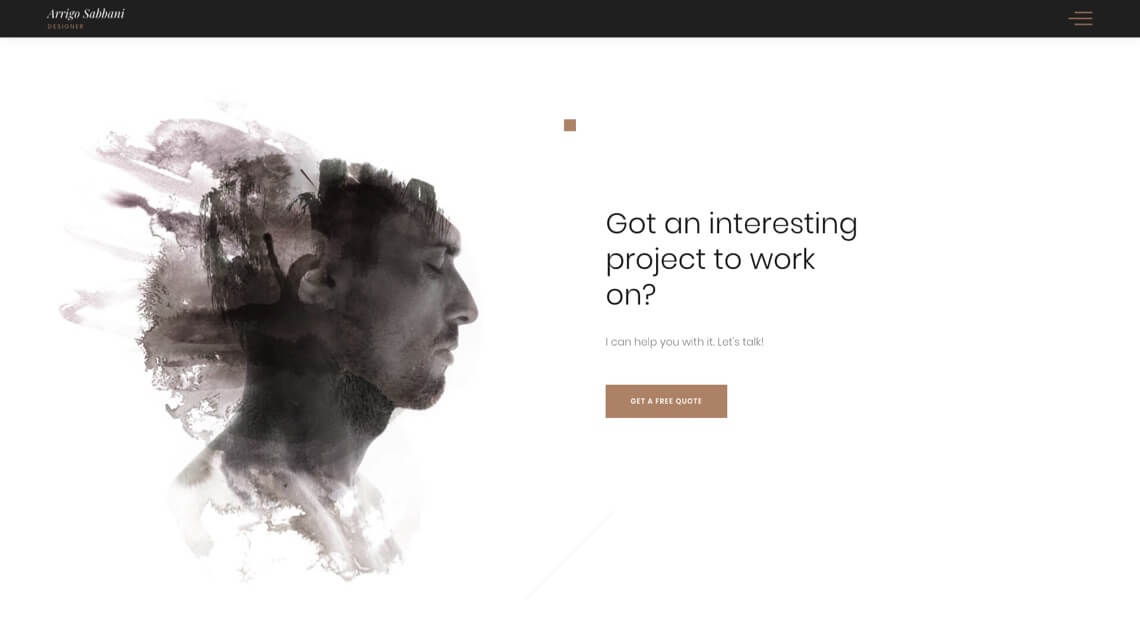 Arrigo Sabbani
DESIGNER
Got an interesting
project to work
on?
I can help you with it. Let's talk!
GET A FREE QUOTE